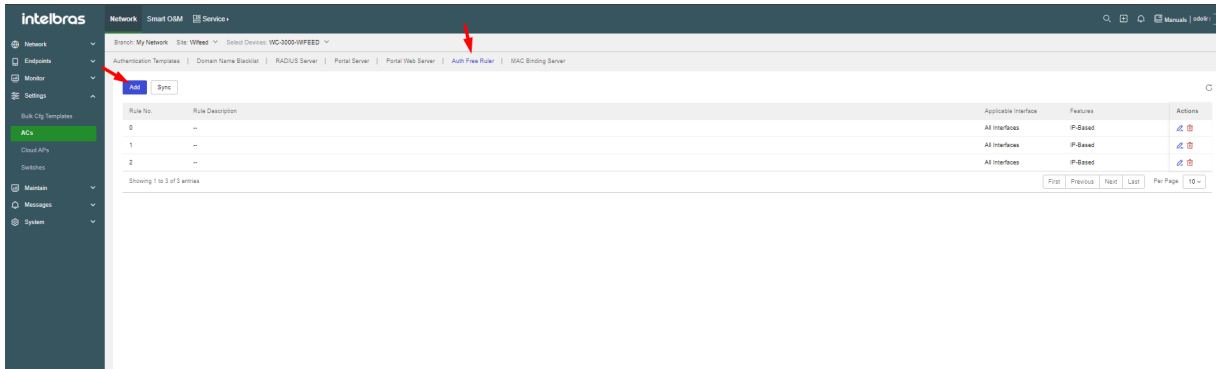 intelbras
Network Smart O&M Service
Manuals | odolir
Network
Endpoints
Monitor
Settings
Bulk Cfg Templates
ACs
Cloud APs
Switches
Maintain
Messages
System
Branch: My Network Site: Wifeed Select Devices: WC-3000-WIFEED
Authentication Templates | Domain Name Blacklist | RADIUS Server | Portal Server | Portal Web Server | Auth Free Ruler | MAC Binding Server
Add Sync
Rule No. Rule Description Applicable Interface Features Actions
0 -- All Interfaces IP-Based
1 -- All Interfaces IP-Based
2 -- All Interfaces IP-Based
Showing 1 to 3 of 3 entries
First Previous Next Last Per Page 10